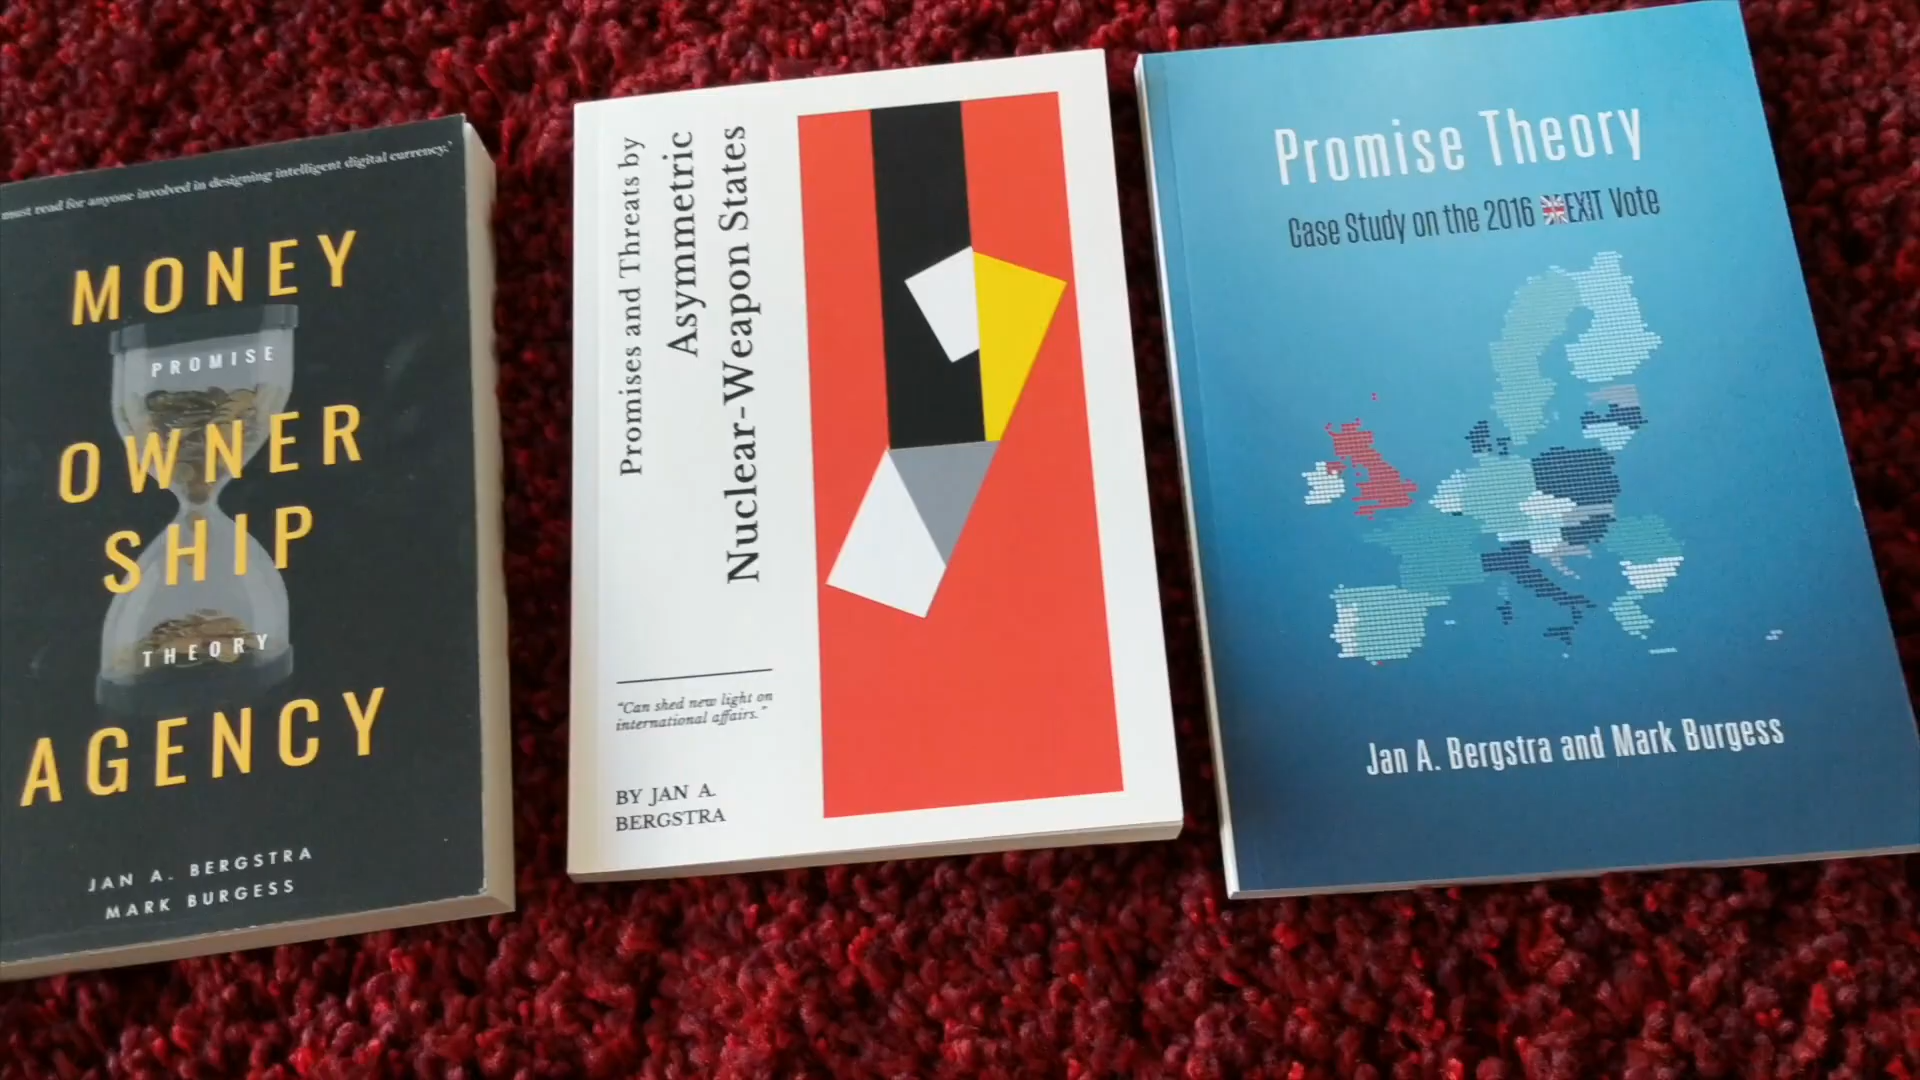 must read for anyone involved in designing intelligent digital currency.'
MONEY
PROMISE
OWNER
SHIP
THEORY
AGENCY
JAN A. BERGSTRA
MARK BURGESS
Promises and Threats by
Asymmetric
Nuclear-Weapon States
“Can shed new light on
international affairs.”
BY JAN A.
BERGSTRA
Promise Theory
Case Study on the 2016 BREXIT Vote
Jan A. Bergstra and Mark Burgess